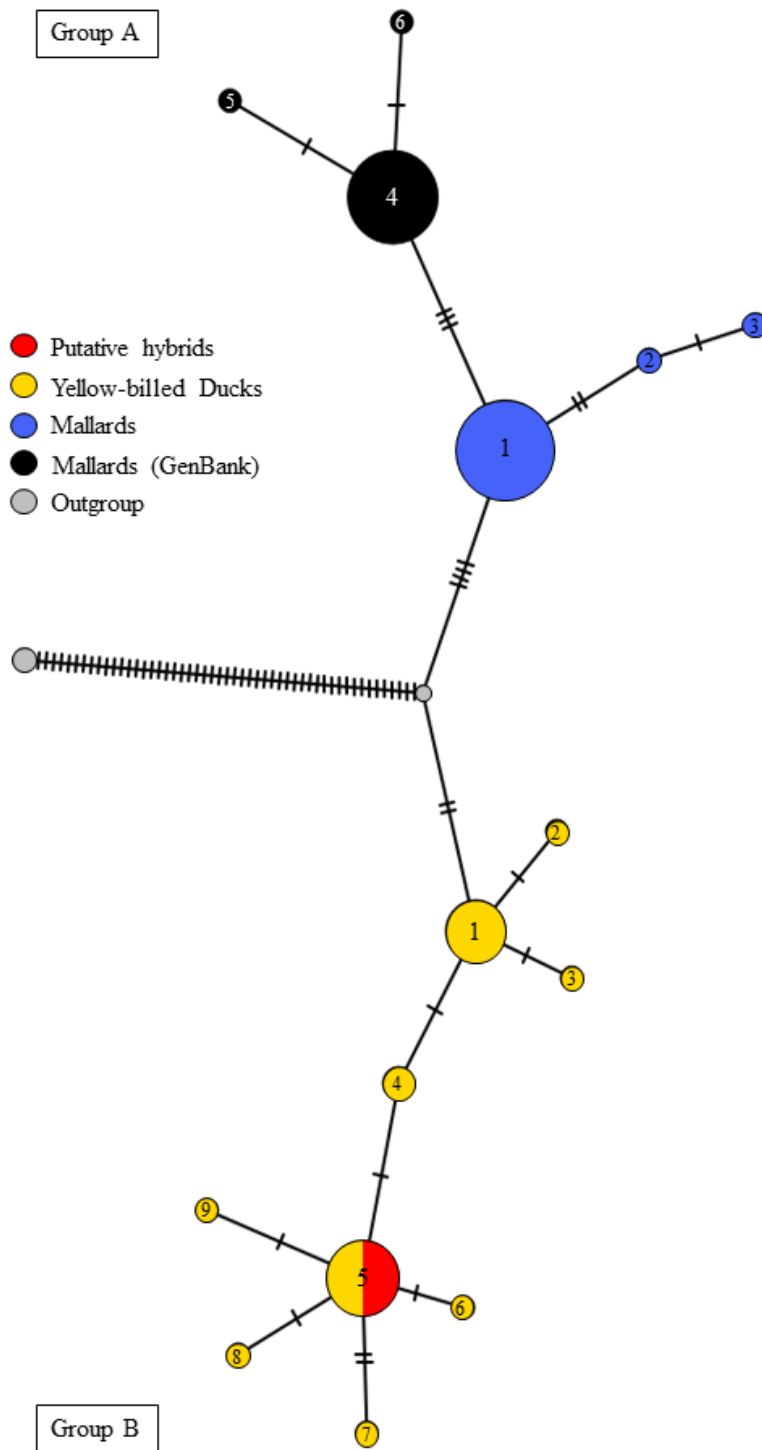 Group A
6
5
4
3
2
1
Putative hybrids
Yellow-billed Ducks
Mallards
Mallards (GenBank)
Outgroup
2
1
3
4
9
5
6
8
7
Group B